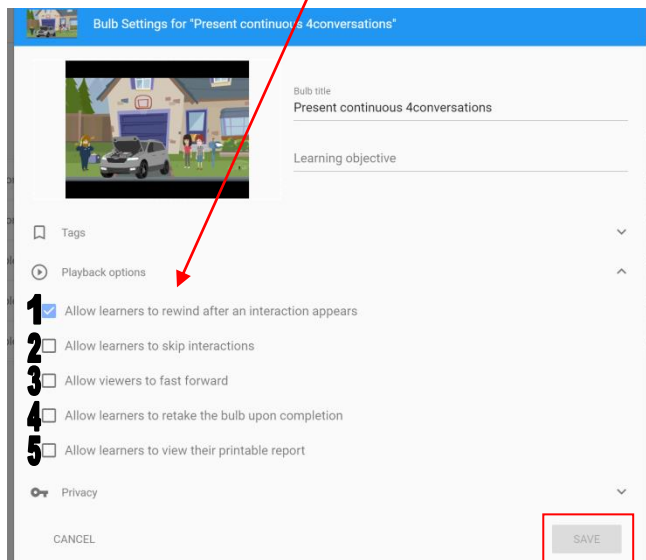 Bulb Settings for "Present continuous 4conversations"
Bulb title
Present continuous 4conversations
Learning objective
Tags
Playback options
1 Allow learners to rewind after an interaction appears
2 Allow learners to skip interactions
3 Allow viewers to fast forward
4 Allow learners to retake the bulb upon completion
5 Allow learners to view their printable report
Privacy
CANCEL SAVE